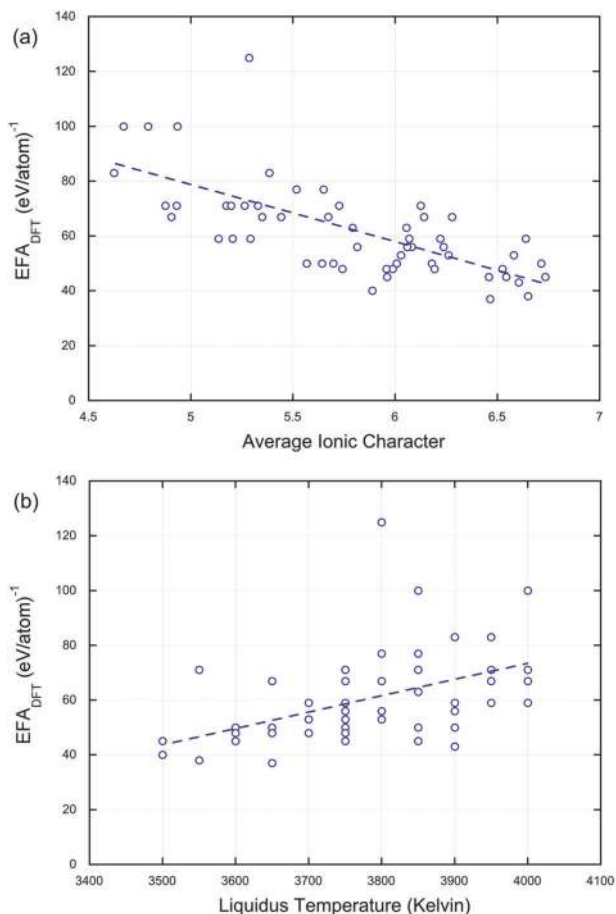 (a)
140
120
100
80
60
40
20
0
EFA_DFT (eV/atom)⁻¹
4.5 5 5.5 6 6.5 7
Average Ionic Character
(b)
140
120
100
80
60
40
20
0
EFA_DFT (eV/atom)⁻¹
3400 3500 3600 3700 3800 3900 4000 4100
Liquidus Temperature (Kelvin)